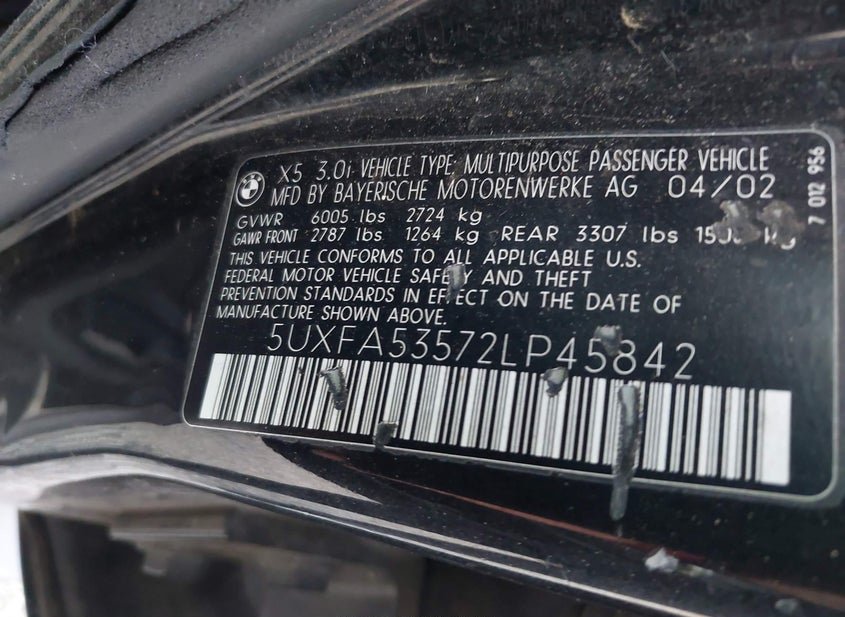 X5 3.0i VEHICLE TYPE: MULTIPURPOSE PASSENGER VEHICLE
MFD BY BAYERISCHE MOTORENWERKE AG 04/02
GVWR 6005 lbs 2724 kg
GAWR FRONT 2787 lbs 1264 kg REAR 3307 lbs kg
THIS VEHICLE CONFORMS TO ALL APPLICABLE U.S.
FEDERAL MOTOR VEHICLE SAFETY AND THEFT
PREVENTION STANDARDS IN EFFECT ON THE DATE OF
MANUFACTURE SHOWN ABOVE.
5UXFA53572LP45842
7 012 956